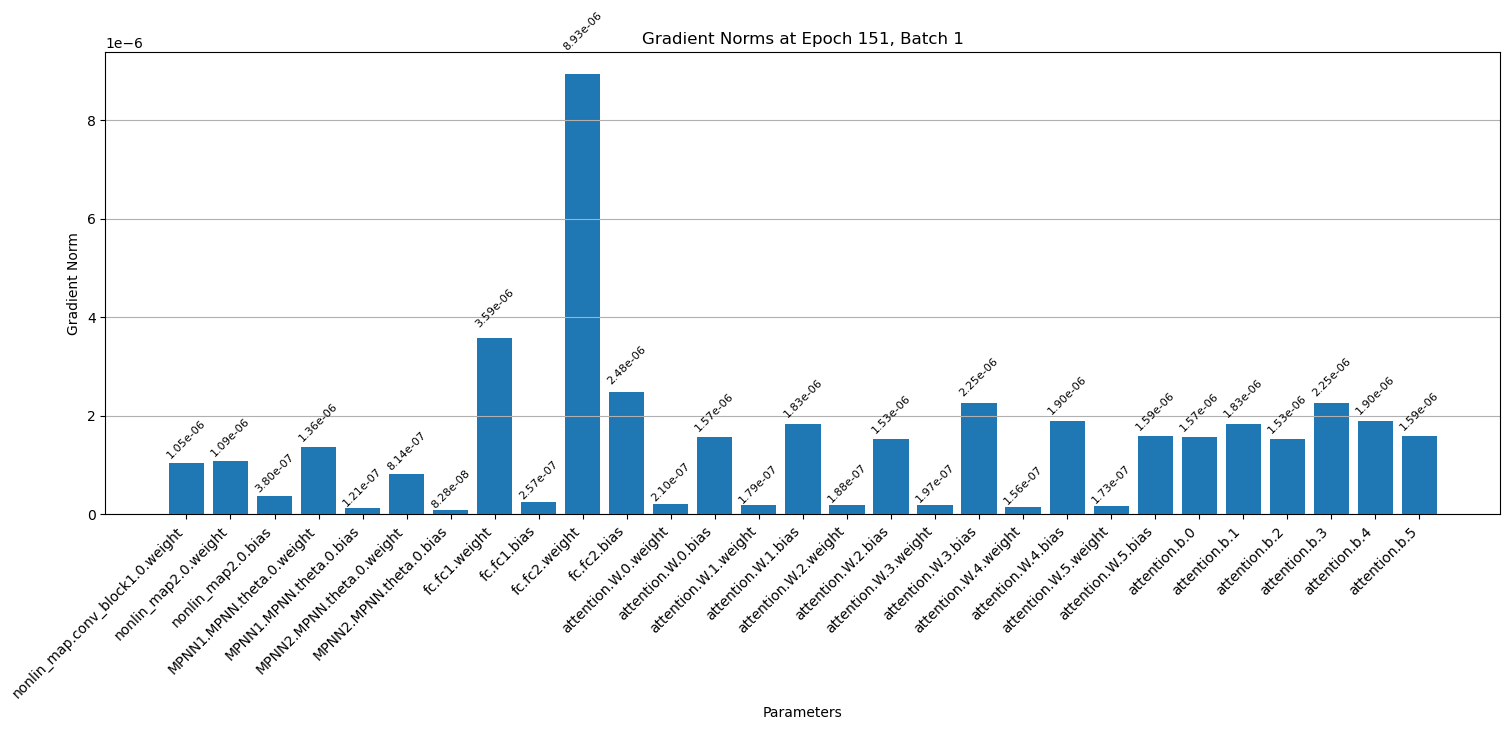 Gradient Norms at Epoch 151, Batch 1
1e−6
Gradient Norm
8
6
4
2
0
1.05e-06
1.09e-06
3.80e-07
1.36e-06
1.21e-07
8.14e-07
8.28e-08
3.59e-06
2.57e-07
8.93e-06
2.48e-06
2.10e-07
1.57e-06
1.79e-07
1.83e-06
1.88e-07
1.53e-06
1.97e-07
2.25e-06
1.56e-07
1.90e-06
1.73e-07
1.59e-06
1.57e-06
1.83e-06
1.53e-06
2.25e-06
1.90e-06
1.59e-06
nonlin_map.conv_block1.0.weight
nonlin_map2.0.weight
nonlin_map2.0.bias
MPNN1.MPNN.theta.0.weight
MPNN1.MPNN.theta.0.bias
MPNN2.MPNN.theta.0.weight
MPNN2.MPNN.theta.0.bias
fc.fc1.weight
fc.fc1.bias
fc.fc2.weight
fc.fc2.bias
attention.W.0.weight
attention.W.0.bias
attention.W.1.weight
attention.W.1.bias
attention.W.2.weight
attention.W.2.bias
attention.W.3.weight
attention.W.3.bias
attention.W.4.weight
attention.W.4.bias
attention.W.5.weight
attention.W.5.bias
attention.b.0
attention.b.1
attention.b.2
attention.b.3
attention.b.4
attention.b.5
Parameters